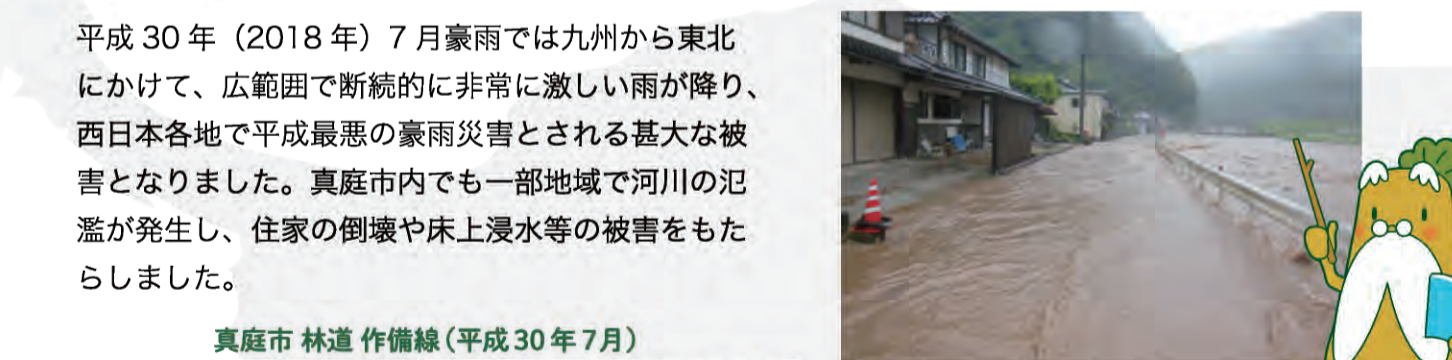 平成 30 年（2018 年）7 月豪雨では九州から東北
にかけて、広範囲で断続的に非常に激しい雨が降り、
西日本各地で平成最悪の豪雨災害とされる甚大な被
害となりました。真庭市内でも一部地域で河川の氾
濫が発生し、住家の倒壊や床上浸水等の被害をもた
らしました。
真庭市 林道 作備線（平成 30 年 7月）